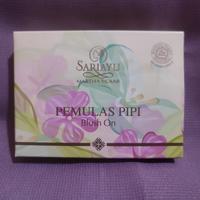 SARIAYU
MARTHA TILAAR
PEMULAS PIPI
Blush On